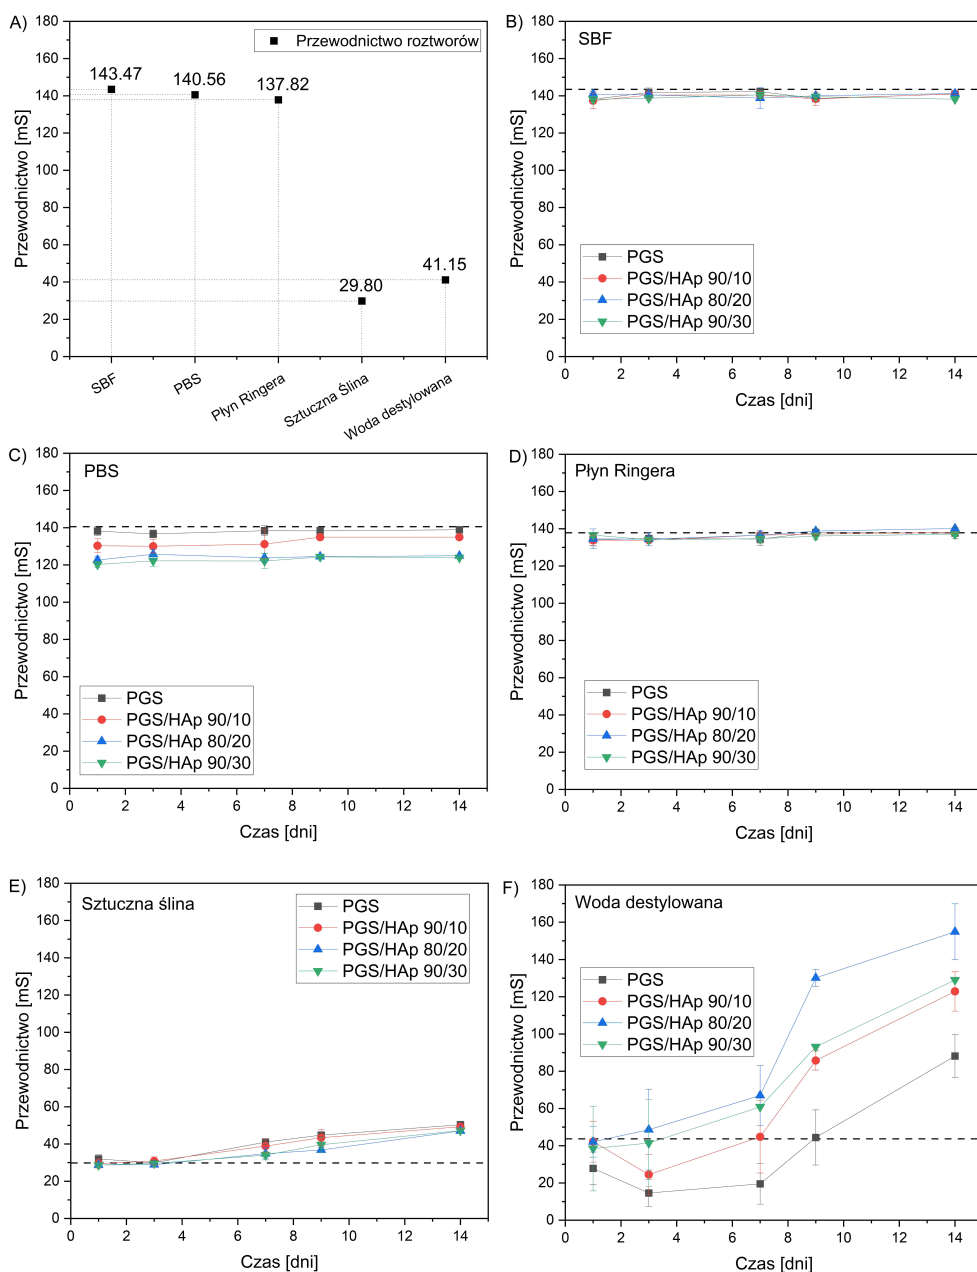 A)
180
160
140
120
100
80
60
40
20
0
Przewodnictwo [mS]
Przewodnictwo roztworów
143.47
140.56
137.82
29.80
41.15
SBF
PBS
Płyn Ringera
Sztuczna Ślina
Woda destylowana
B)
SBF
180
160
140
120
100
80
60
40
20
0
Przewodnictwo [mS]
PGS
PGS/HAp 90/10
PGS/HAp 80/20
PGS/HAp 90/30
0 2 4 6 8 10 12 14
Czas [dni]
C)
PBS
180
160
140
120
100
80
60
40
20
0
Przewodnictwo [mS]
PGS
PGS/HAp 90/10
PGS/HAp 80/20
PGS/HAp 90/30
0 2 4 6 8 10 12 14
Czas [dni]
D)
Płyn Ringera
180
160
140
120
100
80
60
40
20
0
Przewodnictwo [mS]
PGS
PGS/HAp 90/10
PGS/HAp 80/20
PGS/HAp 90/30
0 2 4 6 8 10 12 14
Czas [dni]
E)
Sztuczna ślina
180
160
140
120
100
80
60
40
20
0
Przewodnictwo [mS]
PGS
PGS/HAp 90/10
PGS/HAp 80/20
PGS/HAp 90/30
0 2 4 6 8 10 12 14
Czas [dni]
F)
Woda destylowana
180
160
140
120
100
80
60
40
20
0
Przewodnictwo [mS]
PGS
PGS/HAp 90/10
PGS/HAp 80/20
PGS/HAp 90/30
0 2 4 6 8 10 12 14
Czas [dni]